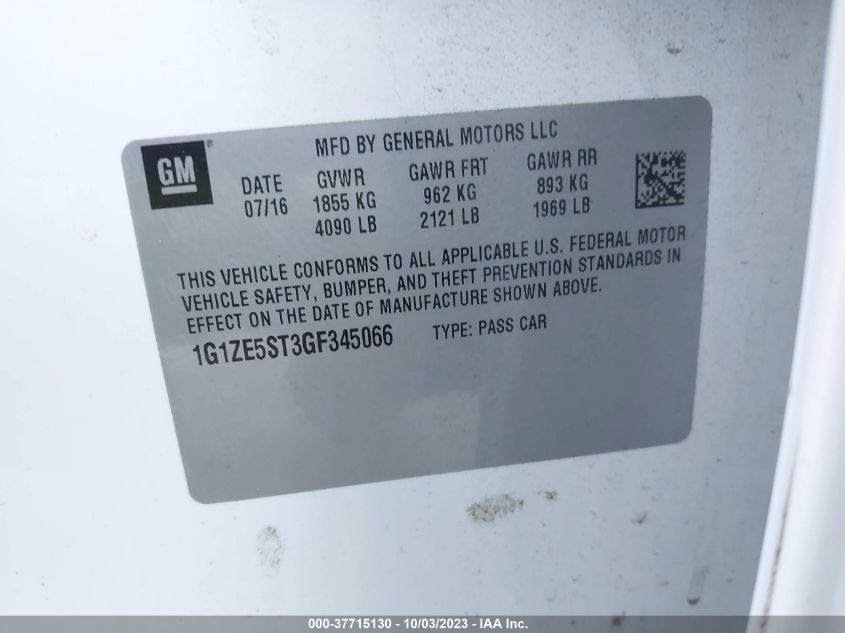 GM®
MFD BY GENERAL MOTORS LLC
DATE GVWR GAWR FRT GAWR RR
07/16 1855 KG 962 KG 893 KG
4090 LB 2121 LB 1969 LB
THIS VEHICLE CONFORMS TO ALL APPLICABLE U.S. FEDERAL MOTOR
VEHICLE SAFETY, BUMPER, AND THEFT PREVENTION STANDARDS IN
EFFECT ON THE DATE OF MANUFACTURE SHOWN ABOVE.
1G1ZE5ST3GF345066 TYPE: PASS CAR
000-37715130 - 10/03/2023 - IAA Inc.